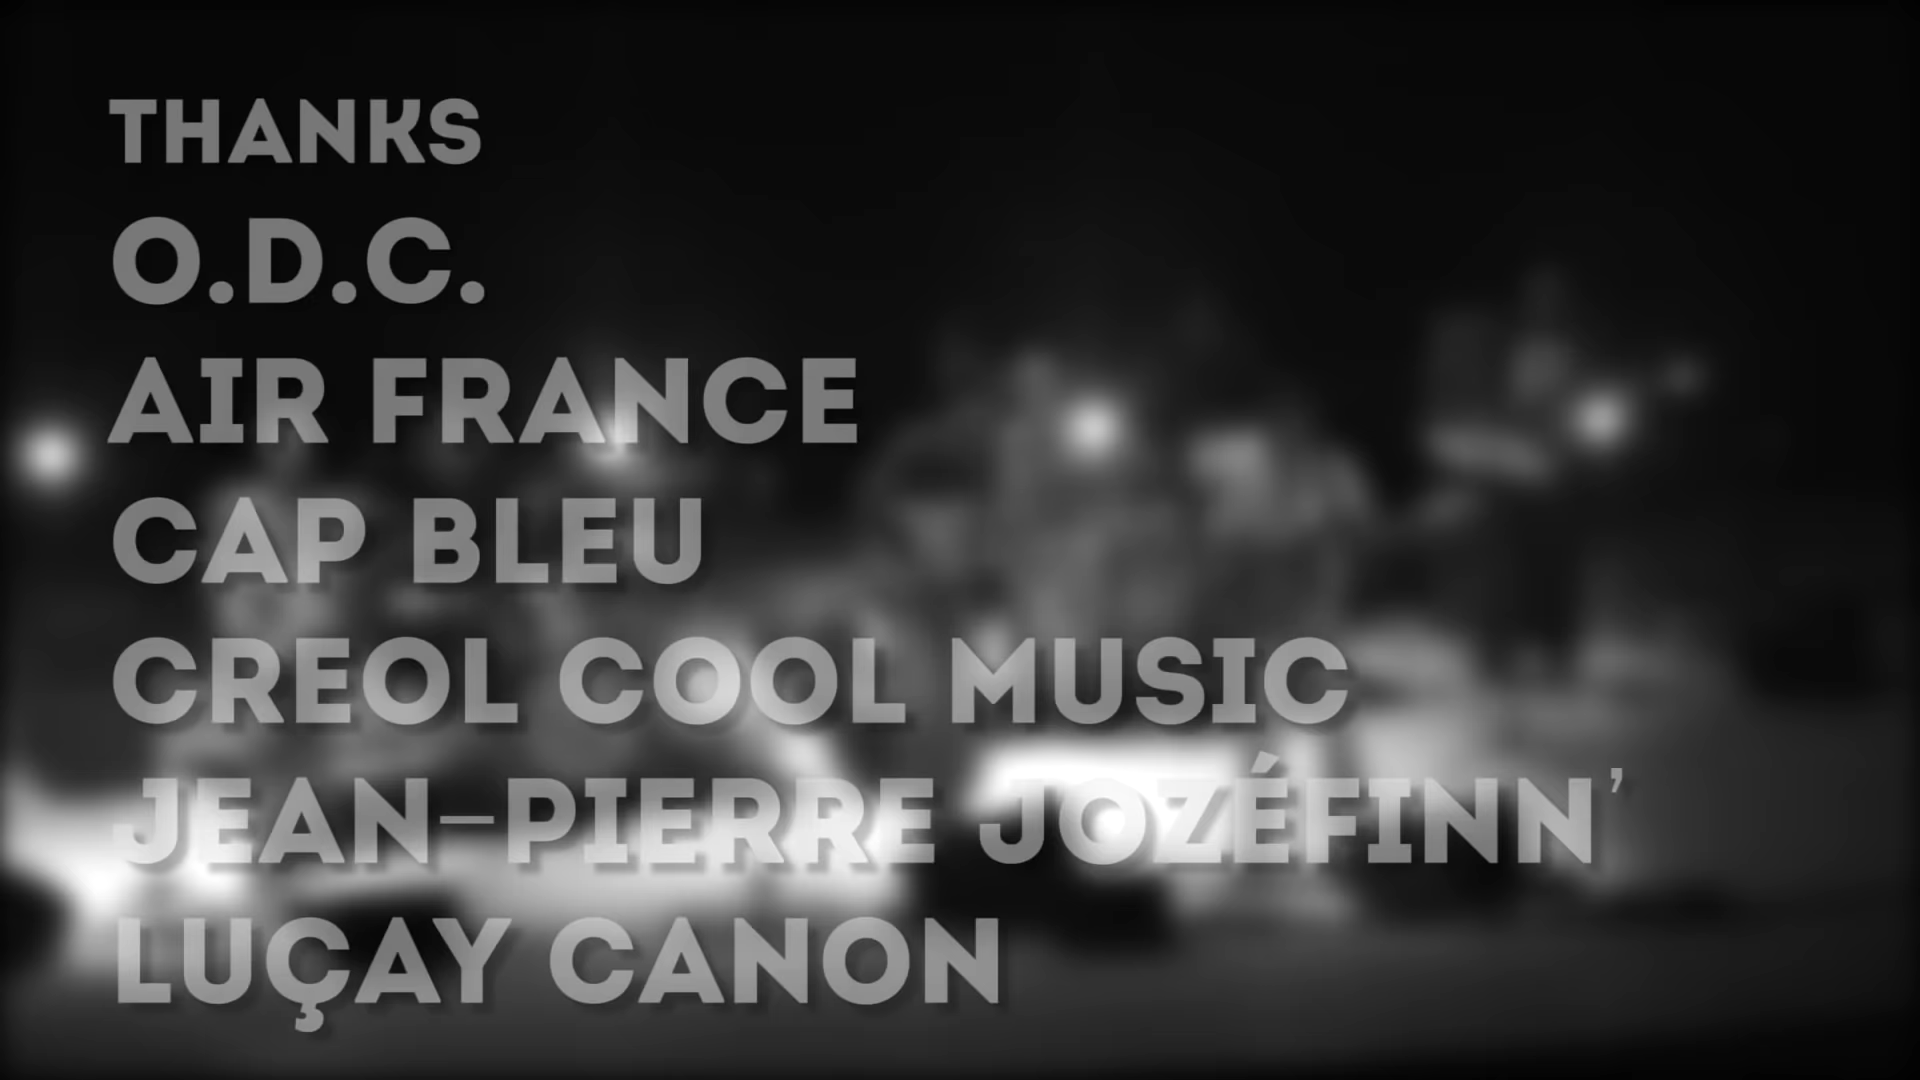 THANKS
O.D.C.
AIR FRANCE
CAP BLEU
CREOL COOL MUSIC
JEAN-PIERRE JOZÉFINN'
LUÇAY CANON